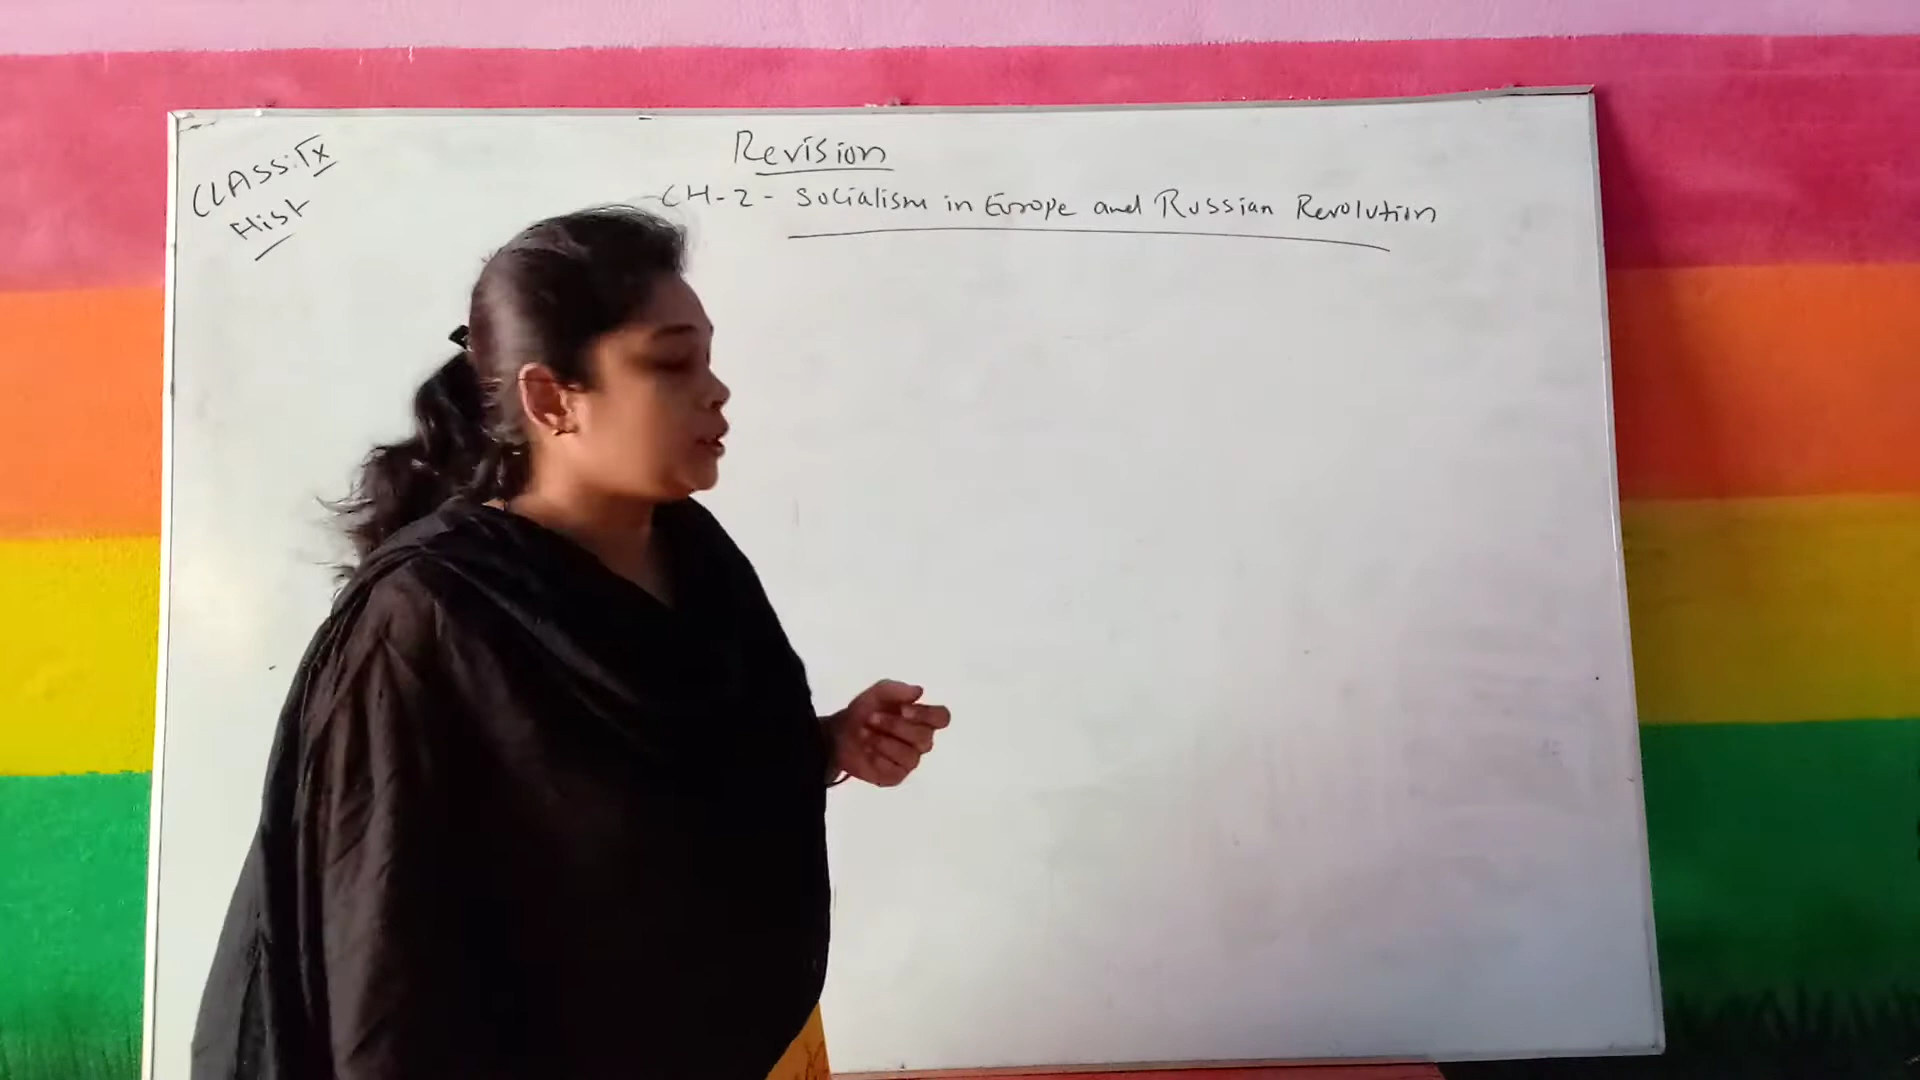 CLASS: IX
Hist
Revision
CH-2- Socialism in Europe and Russian Revolution